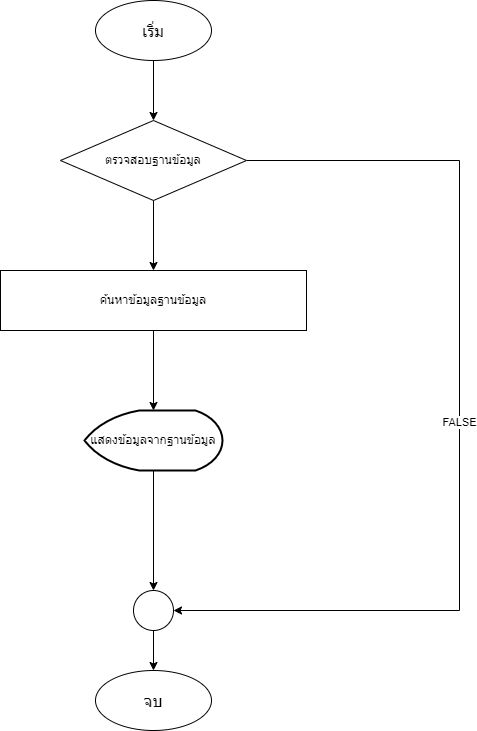 เริ่ม
ตรวจสอบฐานข้อมูล
ค้นหาข้อมูลฐานข้อมูล
FALSE
แสดงข้อมูลจากฐานข้อมูล
จบ